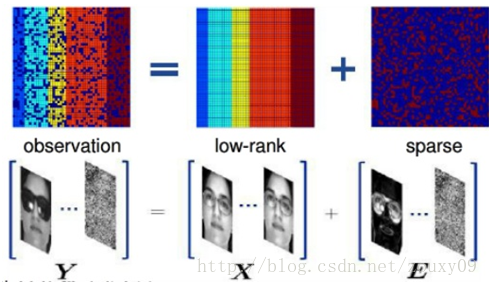 = +
observation low-rank sparse
[ ... ] = [ ... ] + [ ... ]
Y X E
http://blog.csdn.net/zouxy09